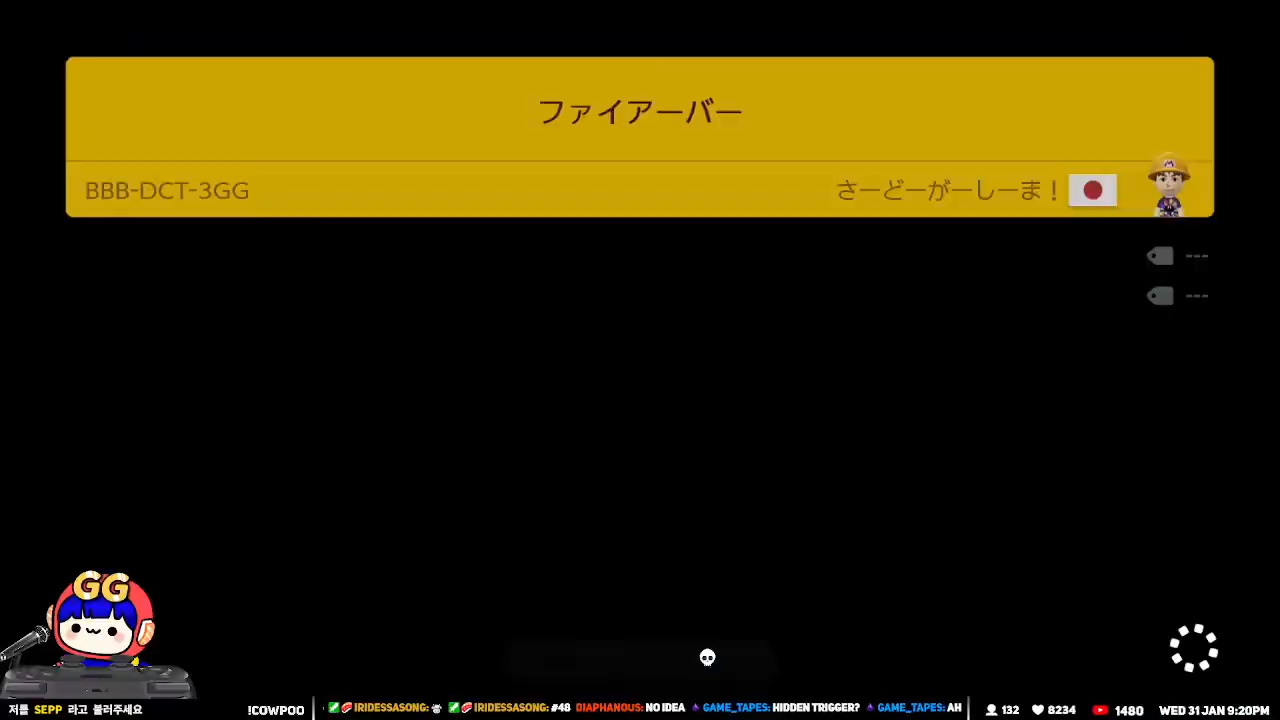 ファイアーバー
BBB-DCT-3GG
さーどーがーしーま！
---
---
GG
저를 SEPP 라고 불러주세요
!COWPOO
IRIDESSASONG: IRIDESSASONG: #48 DIAPHANOUS: NO IDEA GAME_TAPES: HIDDEN TRIGGER? GAME_TAPES: AH
132 8234 1480 WED 31 JAN 9:20PM